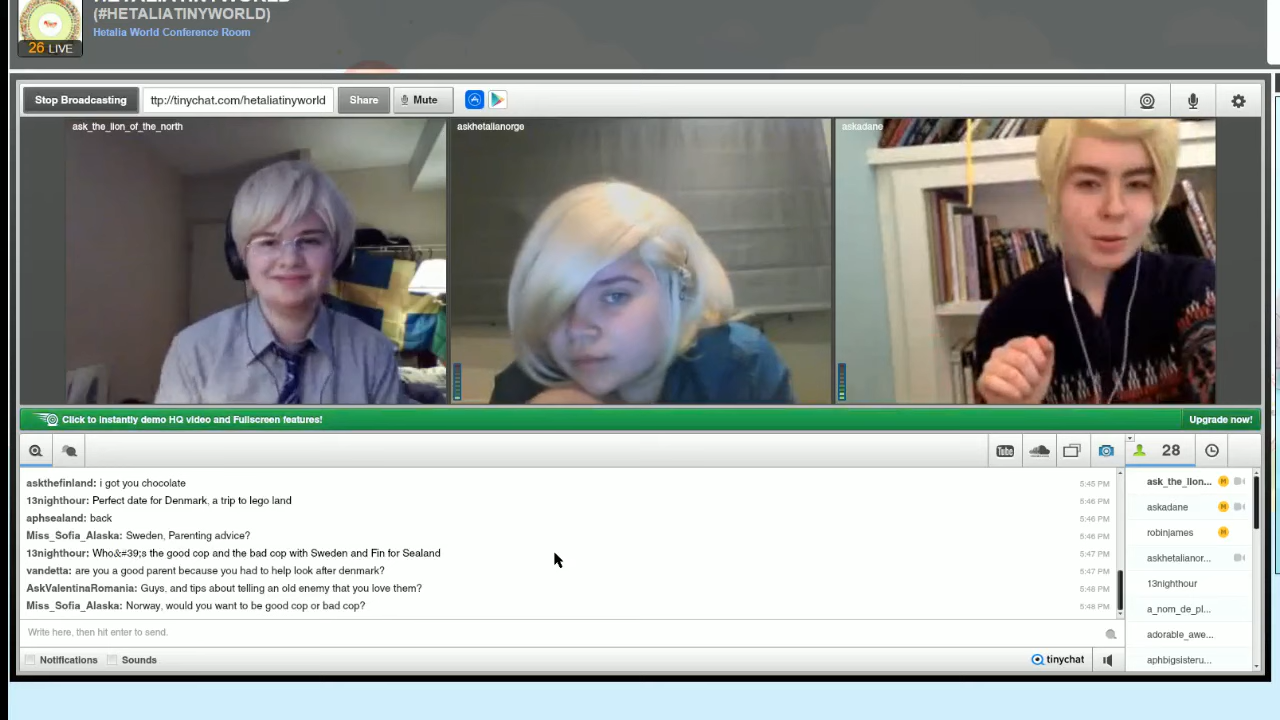 HETALIATINYWORLD
(#HETALIATINYWORLD)
Hetalia World Conference Room
26 LIVE
Stop Broadcasting
ttp://tinychat.com/hetaliatinyworld
Share
Mute
ask_the_lion_of_the_north
askhetalianorge
askadane
Click to instantly demo HQ video and Fullscreen features!
Upgrade now!
You
Tube
28
askthefinland: i got you chocolate 5:45 PM
13nighthour: Perfect date for Denmark, a trip to lego land 5:46 PM
aphsealand: back 5:46 PM
Miss_Sofia_Alaska: Sweden, Parenting advice? 5:46 PM
13nighthour: Who&#39;s the good cop and the bad cop with Sweden and Fin for Sealand 5:47 PM
vandetta: are you a good parent because you had to help look after denmark? 5:47 PM
AskValentinaRomania: Guys, and tips about telling an old enemy that you love them? 5:48 PM
Miss_Sofia_Alaska: Norway, would you want to be good cop or bad cop? 5:48 PM
ask_the_lion... M
askadane M
robinjames M
askhetalianor...
13nighthour
a_nom_de_pl...
adorable_awe...
aphbigsisteru...
Write here, then hit enter to send.
Notifications
Sounds
tinychat